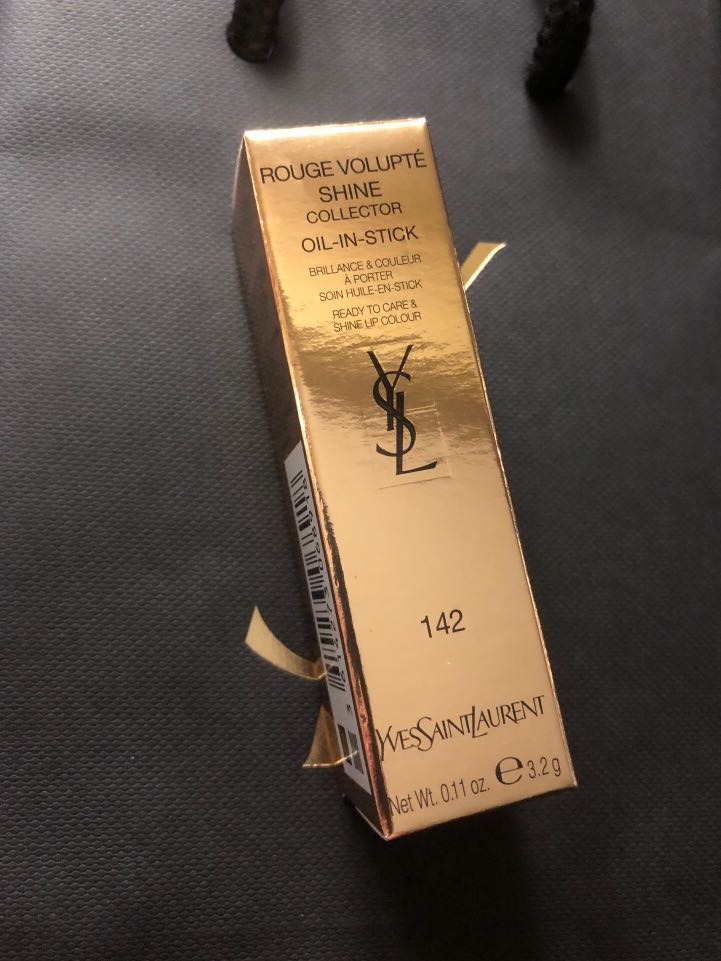 ROUGE VOLUPTÉ
SHINE
COLLECTOR
OIL-IN-STICK
BRILLANCE & COULEUR
À PORTER
SOIN HUILE-EN-STICK
READY TO CARE &
SHINE LIP COLOUR
YSL
142
YVESSAINTLAURENT
Net Wt. 0.11 oz. e 3.2 g